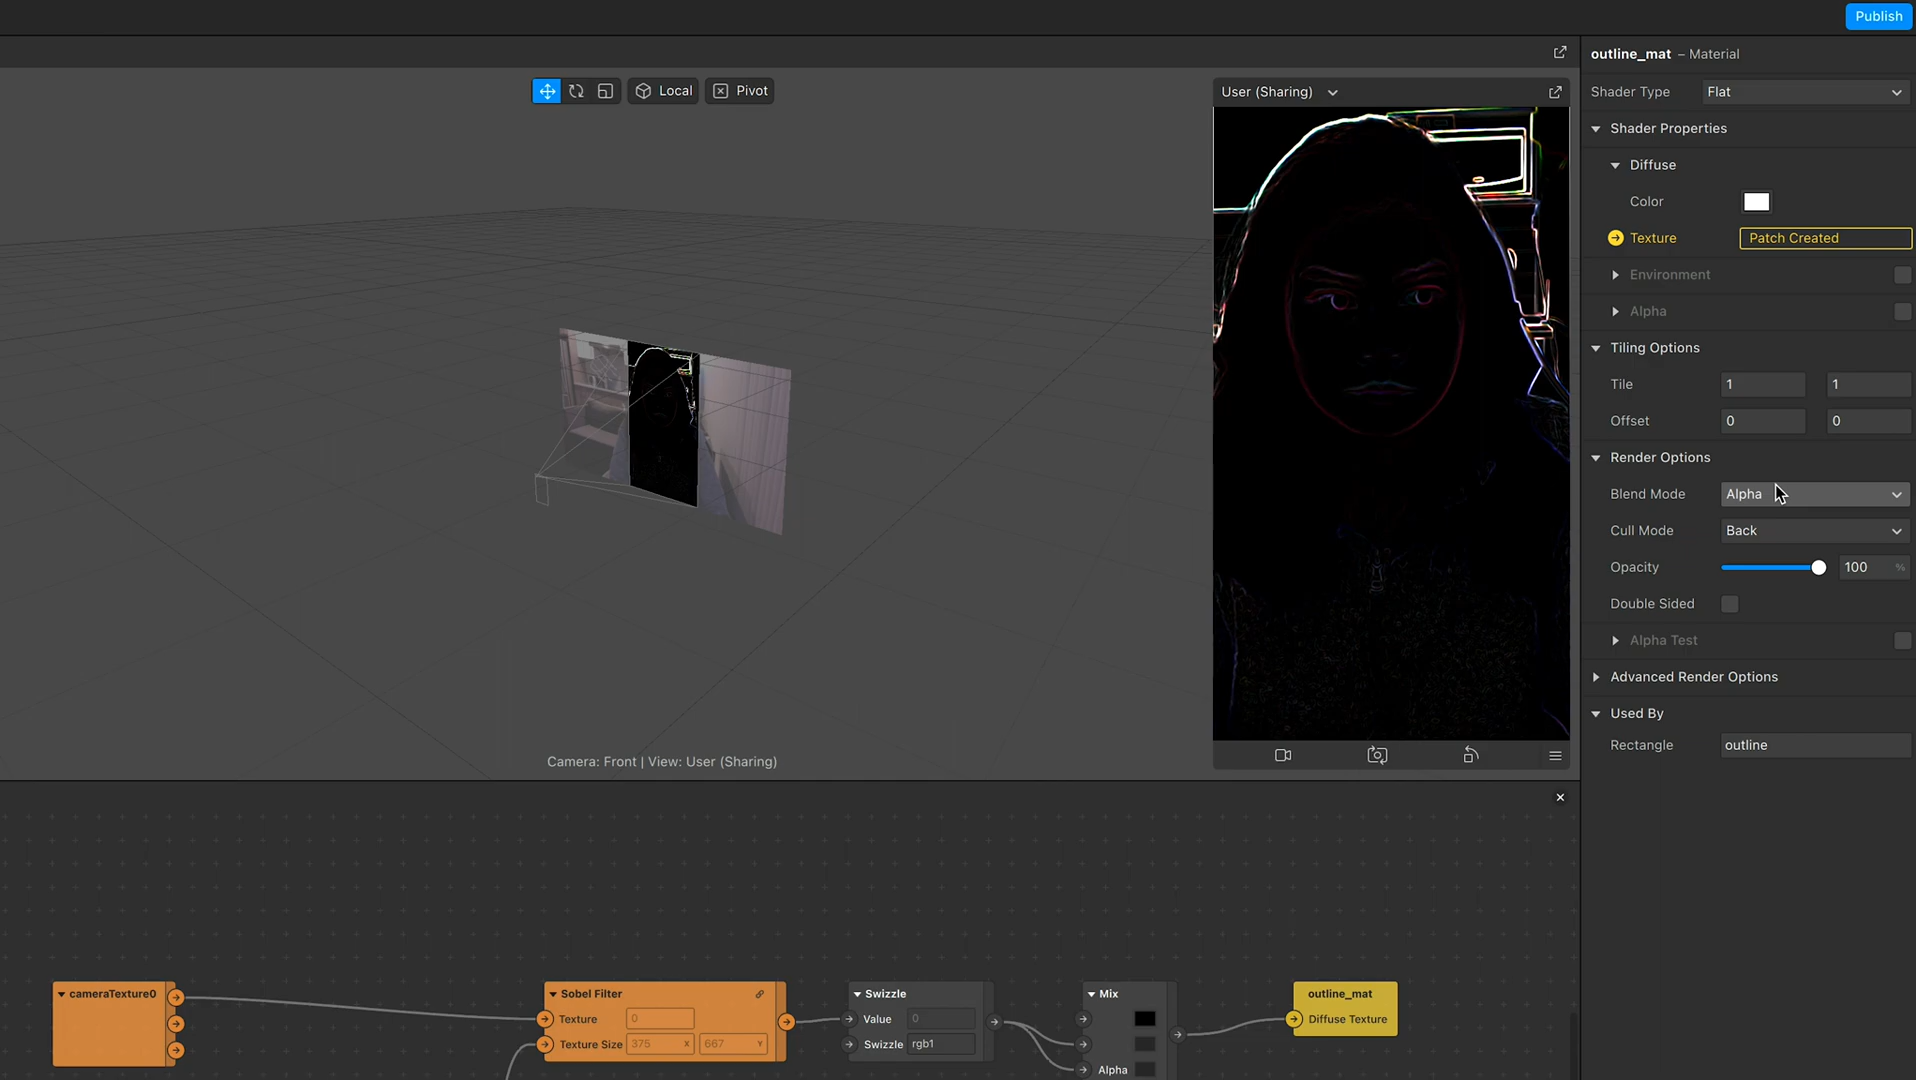 Publish
outline_mat – Material
Local
Pivot
User (Sharing)
Shader Type
Flat
Shader Properties
Diffuse
Color
Texture
Patch Created
Environment
Alpha
Tiling Options
Tile
1
1
Offset
0
0
Render Options
Blend Mode
Alpha
Cull Mode
Back
Opacity
100
%
Double Sided
Alpha Test
Advanced Render Options
Used By
Rectangle
outline
Camera: Front | View: User (Sharing)
cameraTexture0
Sobel Filter
Texture
0
Texture Size
375
X
667
Y
Swizzle
Value
0
Swizzle
rgb1
Mix
Alpha
outline_mat
Diffuse Texture